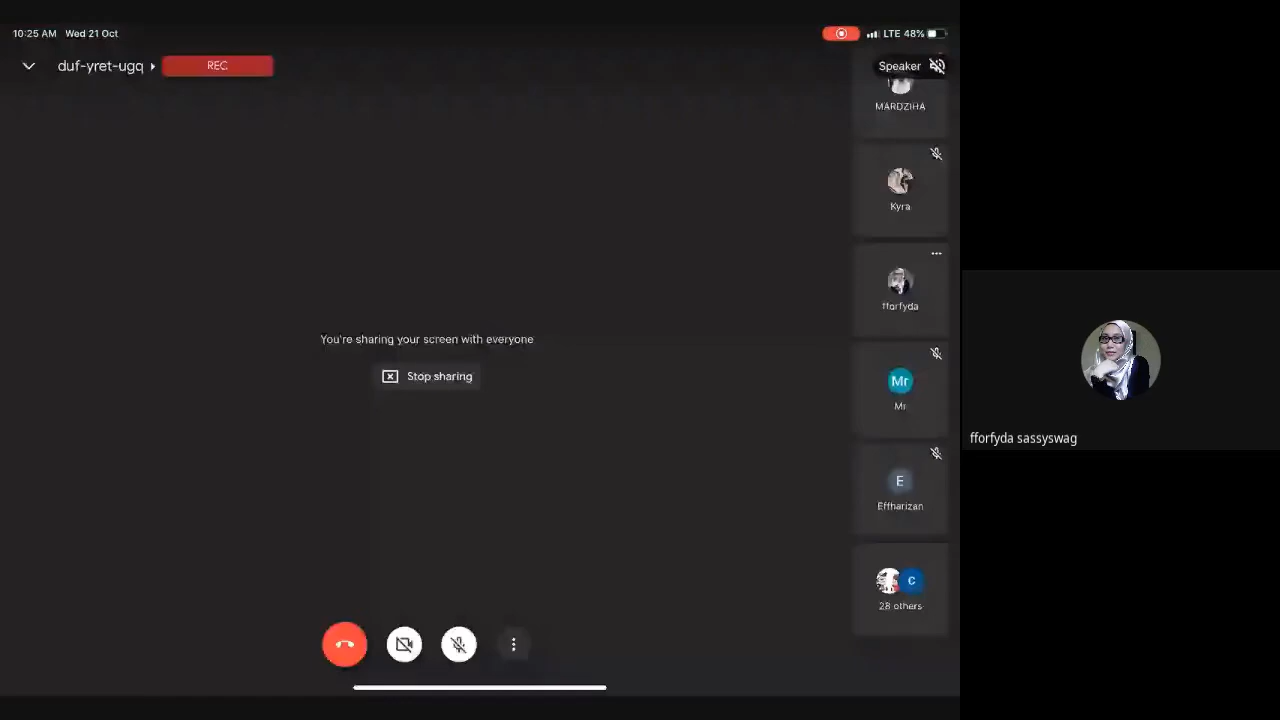 10:25 AM Wed 21 Oct
LTE 48%
duf-yret-ugq
REC
Speaker
MARDZIHA
Kyra
fforfyda
Mr
Mr
E
Effharizan
C
28 others
You're sharing your screen with everyone
Stop sharing
fforfyda sassyswag